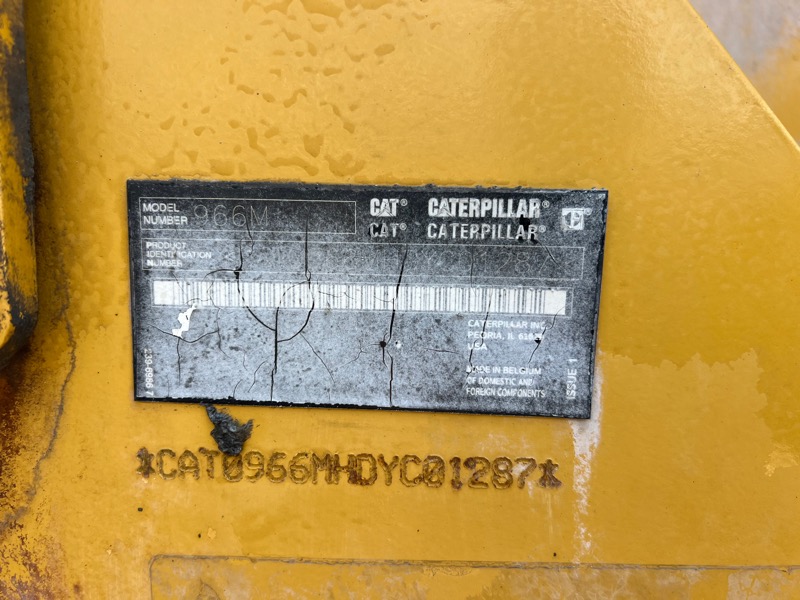 MODEL
NUMBER 966M
CAT® CATERPILLAR®
CAT® CATERPILLAR®
PRODUCT
IDENTIFICATION
NUMBER
CATERPILLAR INC.
PEORIA, IL
USA
MADE IN BELGIUM
OF DOMESTIC AND
FOREIGN COMPONENTS
ISSUE 1
*CAT0966MHDYC01287*